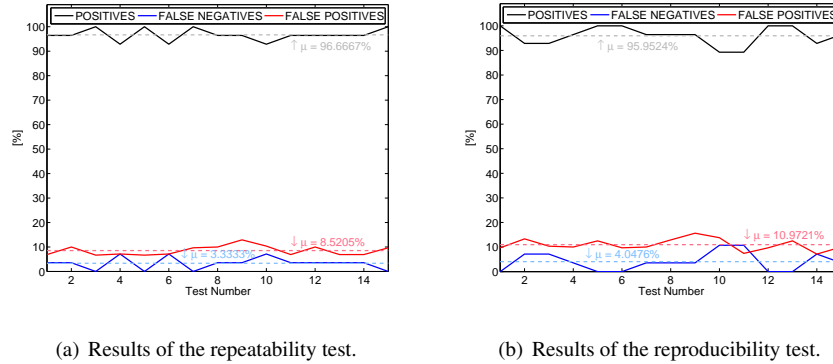 POSITIVES FALSE NEGATIVES FALSE POSITIVES
100
90
80
70
60
50
40
30
20
10
0
[%]
↑ μ = 96.6667%
↓ μ = 8.5205%
↓ μ = 3.3333%
2 4 6 8 10 12 14
Test Number
(a) Results of the repeatability test.
POSITIVES FALSE NEGATIVES FALSE POSITIVES
100
90
80
70
60
50
40
30
20
10
0
[%]
↑ μ = 95.9524%
↓ μ = 10.9721%
↓ μ = 4.0476%
2 4 6 8 10 12 14
Test Number
(b) Results of the reproducibility test.